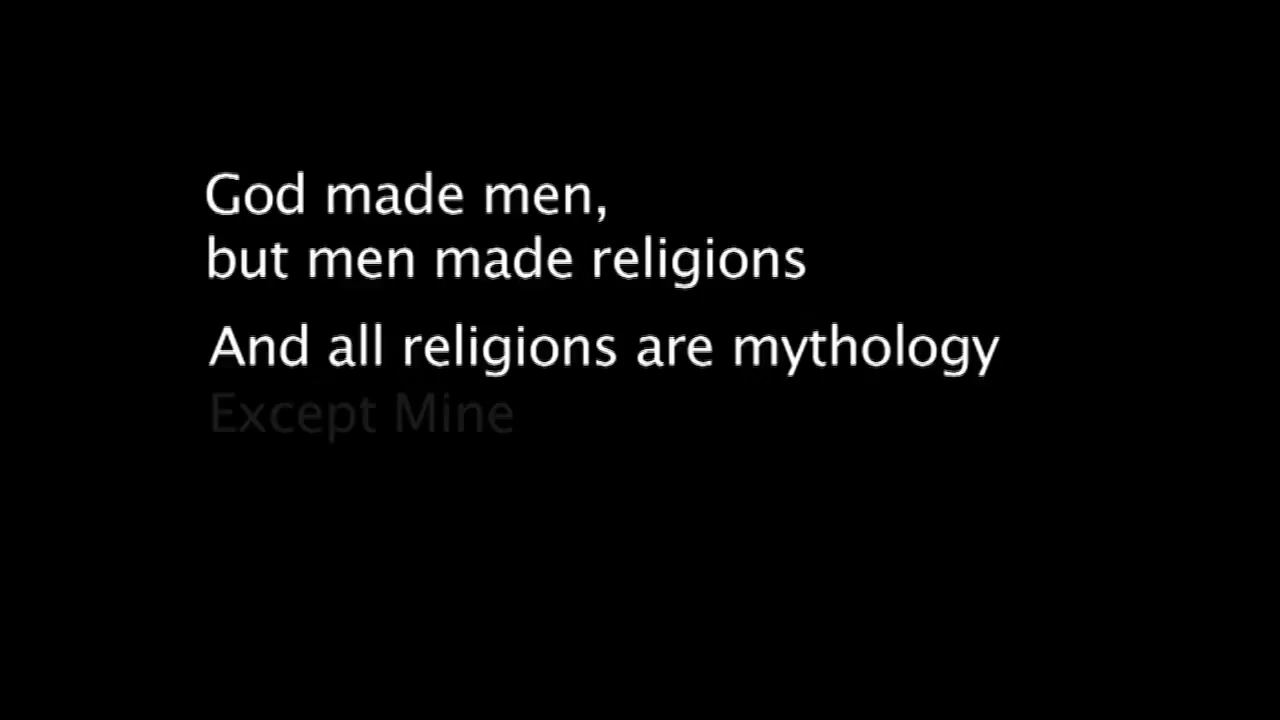 God made men,
but men made religions
And all religions are mythology
Except Mine